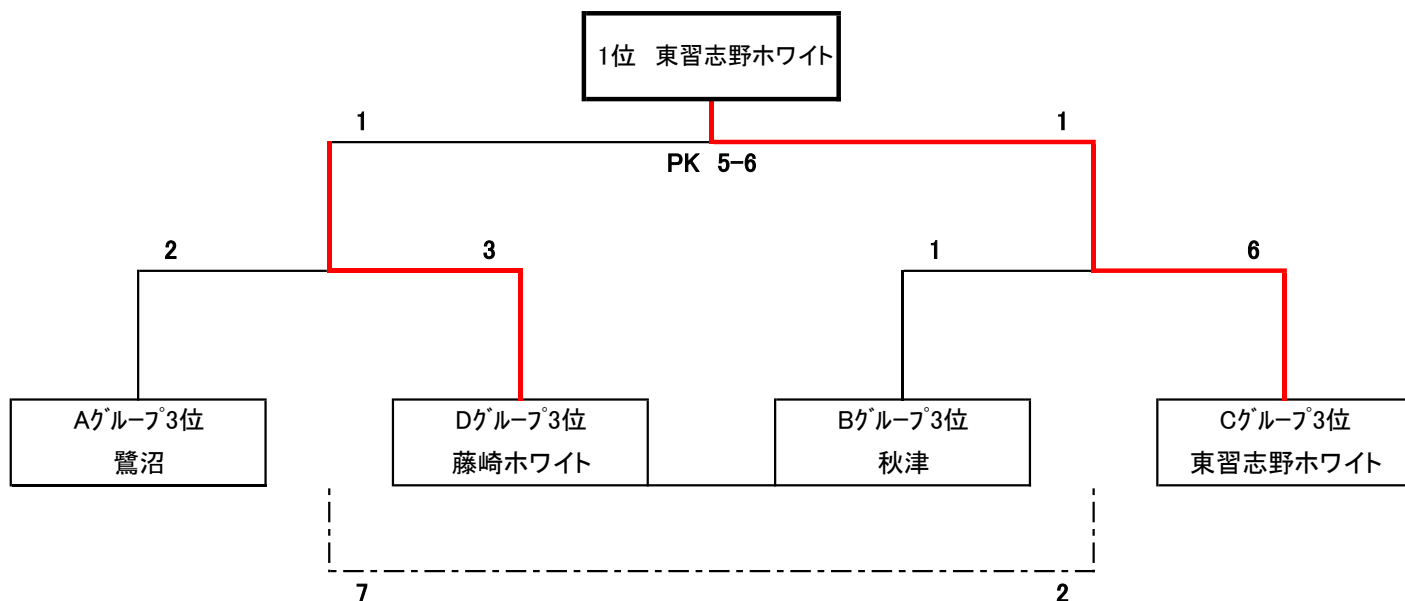 1位 東習志野ホワイト
1 1
PK 5-6
2 3 1 6
Aグループ3位 Dグループ3位 Bグループ3位 Cグループ3位
鷺沼 藤崎ホワイト 秋津 東習志野ホワイト
7 2